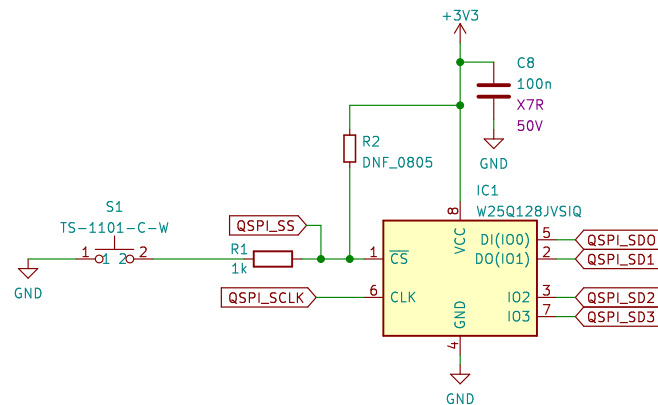 +3V3
C8
100n
X7R
50V
GND
R2
DNF_0805
IC1
W25Q128JVSIQ
S1
TS-1101-C-W
1 1 2 2
GND
QSPI_SS
R1
1k
1 CS
QSPI_SCLK
6 CLK
8 VCC
GND 4
DI(IO0) 5 QSPI_SD0
DO(IO1) 2 QSPI_SD1
IO2 3 QSPI_SD2
IO3 7 QSPI_SD3
GND